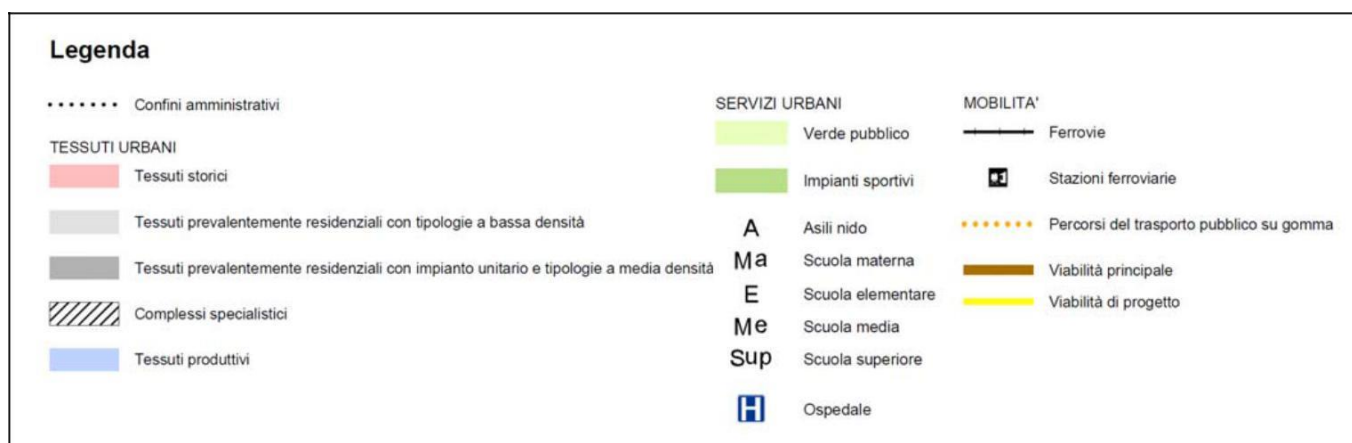 Legenda
Confini amministrativi
TESSUTI URBANI
Tessuti storici
Tessuti prevalentemente residenziali con tipologie a bassa densità
Tessuti prevalentemente residenziali con impianto unitario e tipologie a media densità
Complessi specialistici
Tessuti produttivi
SERVIZI URBANI
Verde pubblico
Impianti sportivi
A Asili nido
Ma Scuola materna
E Scuola elementare
Me Scuola media
Sup Scuola superiore
H Ospedale
MOBILITA'
Ferrovie
Stazioni ferroviarie
Percorsi del trasporto pubblico su gomma
Viabilità principale
Viabilità di progetto